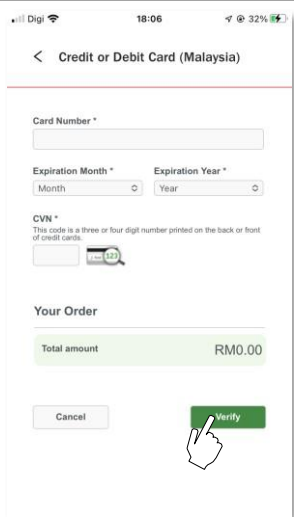 Digi 18:06 32%
Credit or Debit Card (Malaysia)
Card Number *
Expiration Month * Expiration Year *
Month Year
CVN *
This code is a three or four digit number printed on the back or front
of credit cards.
123
Your Order
Total amount RM0.00
Cancel Verify